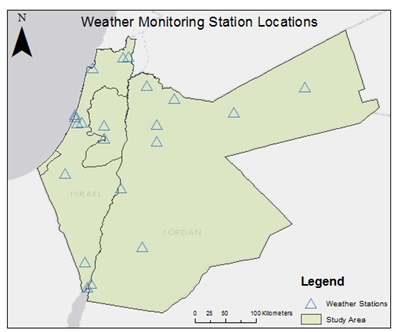 Weather Monitoring Station Locations
N
ISRAEL
JORDAN
Legend
Weather Stations
Study Area
0 25 50 100 Kilometers